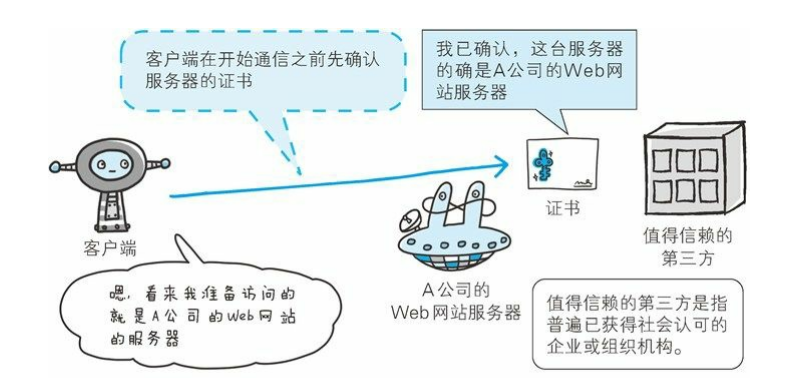 客户端在开始通信之前先确认
服务器的证书
我已确认，这台服务器
的确是A公司的Web网
站服务器
客户端
证书
值得信赖的
第三方
A公司的
Web网站服务器
嗯，看来我准备访问的
就是A公司的Web网站
的服务器
值得信赖的第三方是指
普遍已获得社会认可的
企业或组织机构。